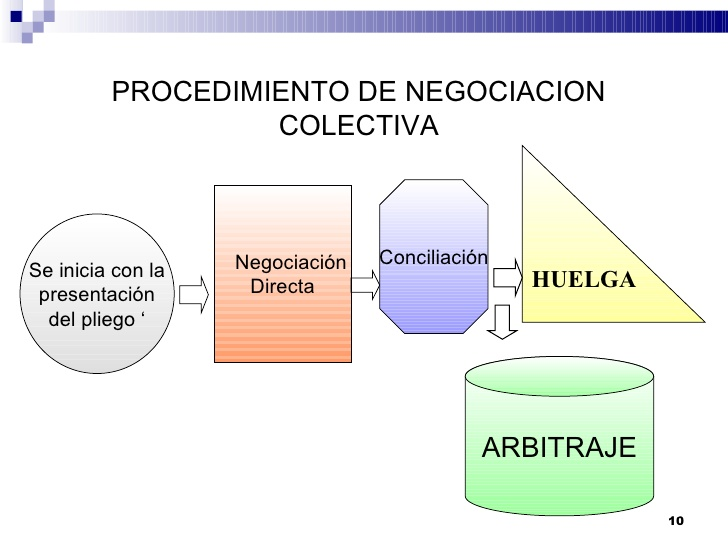 PROCEDIMIENTO DE NEGOCIACION
COLECTIVA
Se inicia con la
presentación
del pliego ‘
Negociación
Directa
Conciliación
HUELGA
ARBITRAJE
10